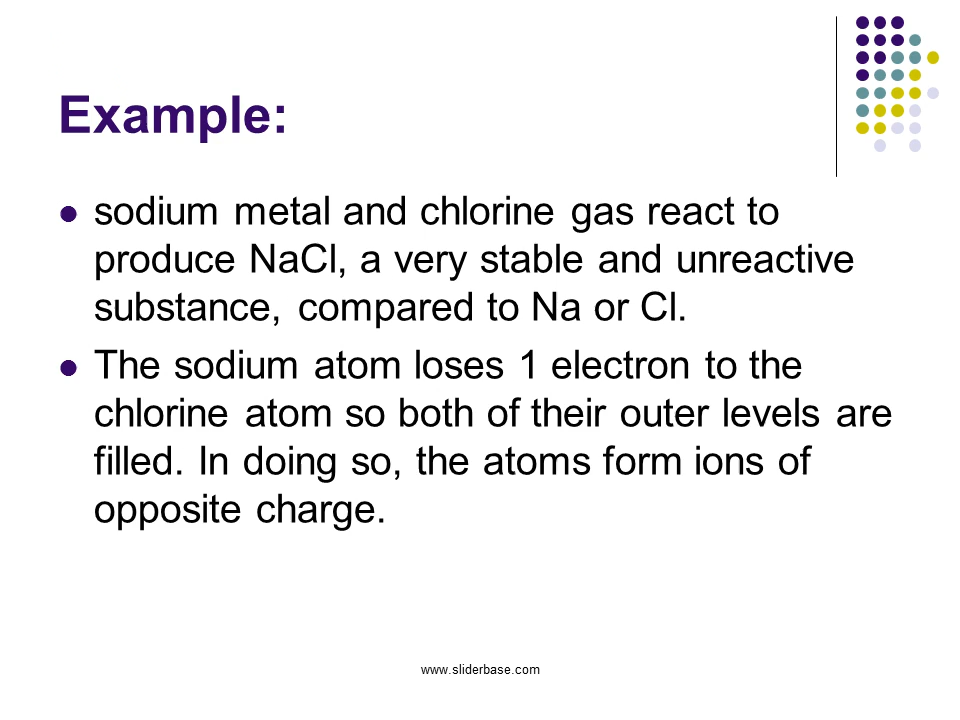 Example:
sodium metal and chlorine gas react to
produce NaCl, a very stable and unreactive
substance, compared to Na or Cl.
The sodium atom loses 1 electron to the
chlorine atom so both of their outer levels are
filled. In doing so, the atoms form ions of
opposite charge.
www.sliderbase.com